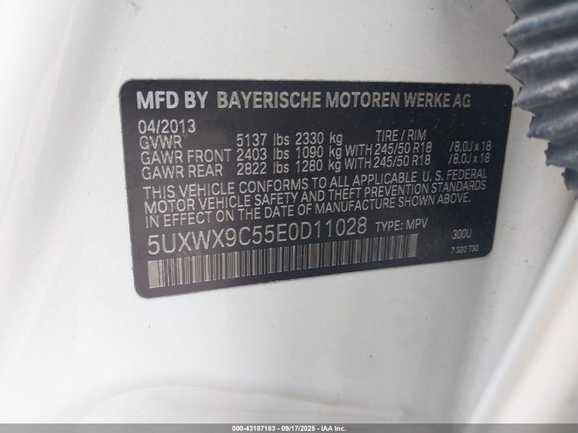 MFD BY BAYERISCHE MOTOREN WERKE AG
04/2013
GVWR 5137 lbs 2330 kg TIRE / RIM
GAWR FRONT 2403 lbs 1090 kg WITH 245/50 R18 /8.0J x 18
GAWR REAR 2822 lbs 1280 kg WITH 245/50 R18 /8.0J x 18
THIS VEHICLE CONFORMS TO ALL APPLICABLE U. S. FEDERAL
MOTOR VEHICLE SAFETY AND THEFT PREVENTION STANDARDS
IN EFFECT ON THE DATE OF MANUFACTURE SHOWN ABOVE.
5UXWX9C55E0D11028 TYPE: MPV 300U
7 320 730
000-43187183 - 09/17/2025 - IAA, Inc.